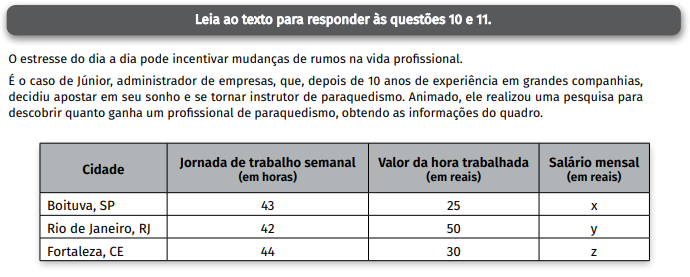 Leia ao texto para responder às questões 10 e 11.
O estresse do dia a dia pode incentivar mudanças de rumos na vida profissional.
É o caso de Júnior, administrador de empresas, que, depois de 10 anos de experiência em grandes companhias,
decidiu apostar em seu sonho e se tornar instrutor de paraquedismo. Animado, ele realizou uma pesquisa para
descobrir quanto ganha um profissional de paraquedismo, obtendo as informações do quadro.
Cidade Jornada de trabalho semanal Valor da hora trabalhada Salário mensal
(em horas) (em reais) (em reais)
Boituva, SP 43 25 x
Rio de Janeiro, RJ 42 50 y
Fortaleza, CE 44 30 z